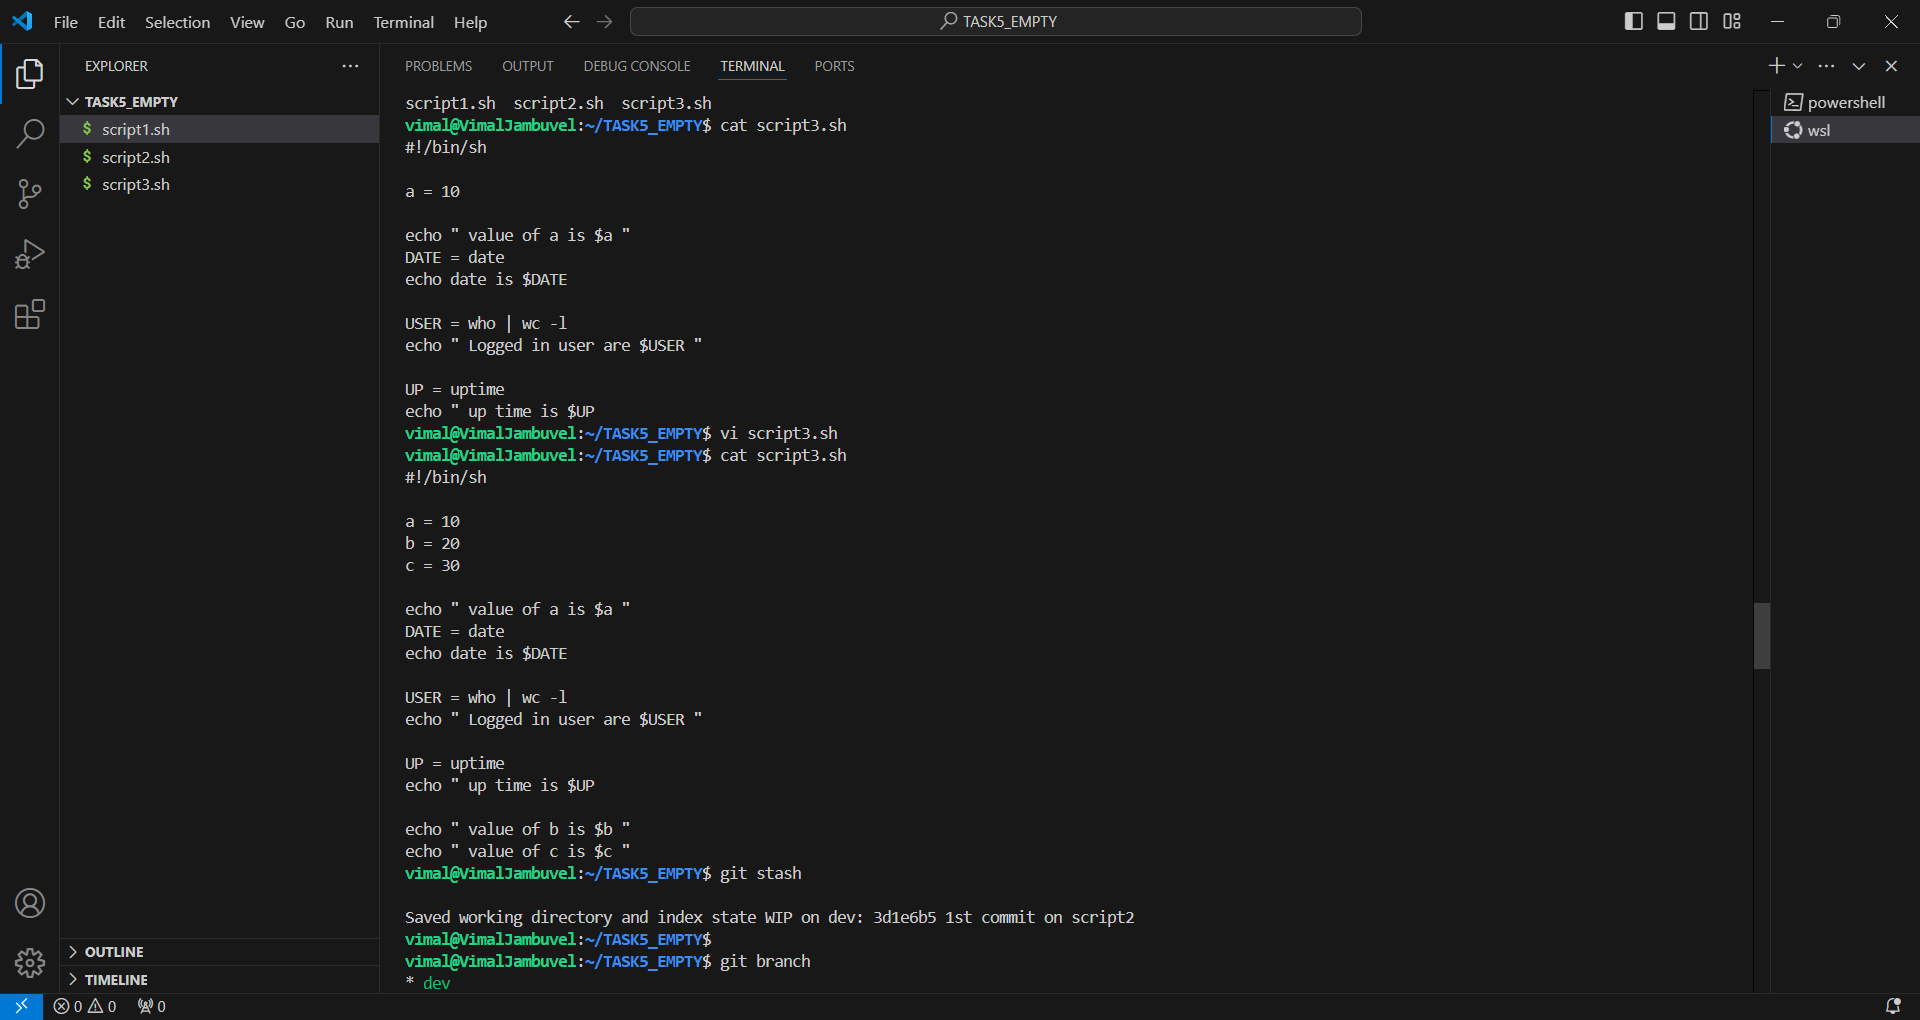 File Edit Selection View Go Run Terminal Help
TASK5_EMPTY
EXPLORER
TASK5_EMPTY
$ script1.sh
$ script2.sh
$ script3.sh
OUTLINE
TIMELINE
PROBLEMS OUTPUT DEBUG CONSOLE TERMINAL PORTS
script1.sh script2.sh script3.sh
vimal@VimalJambuvel:~/TASK5_EMPTY$ cat script3.sh
#!/bin/sh
a = 10
echo " value of a is $a "
DATE = date
echo date is $DATE
USER = who | wc -l
echo " Logged in user are $USER "
UP = uptime
echo " up time is $UP
vimal@VimalJambuvel:~/TASK5_EMPTY$ vi script3.sh
vimal@VimalJambuvel:~/TASK5_EMPTY$ cat script3.sh
#!/bin/sh
a = 10
b = 20
c = 30
echo " value of a is $a "
DATE = date
echo date is $DATE
USER = who | wc -l
echo " Logged in user are $USER "
UP = uptime
echo " up time is $UP
echo " value of b is $b "
echo " value of c is $c "
vimal@VimalJambuvel:~/TASK5_EMPTY$ git stash
Saved working directory and index state WIP on dev: 3d1e6b5 1st commit on script2
vimal@VimalJambuvel:~/TASK5_EMPTY$
vimal@VimalJambuvel:~/TASK5_EMPTY$ git branch
* dev
powershell
wsl
0 0 0